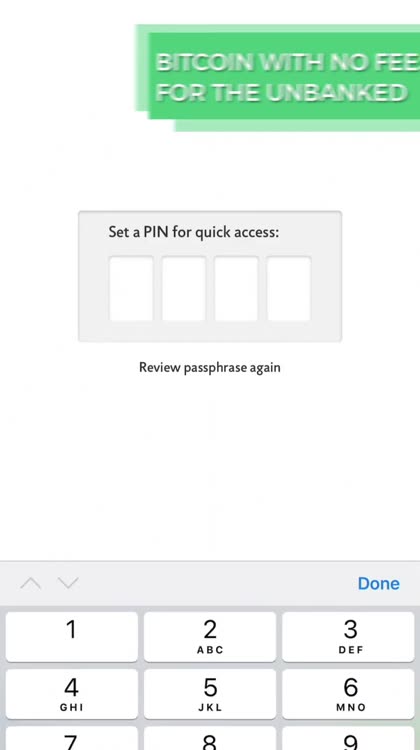 BITCOIN WITH NO FEE
FOR THE UNBANKED
Set a PIN for quick access:
Review passphrase again
Done
1
2
ABC
3
DEF
4
GHI
5
JKL
6
MNO
7
8
9